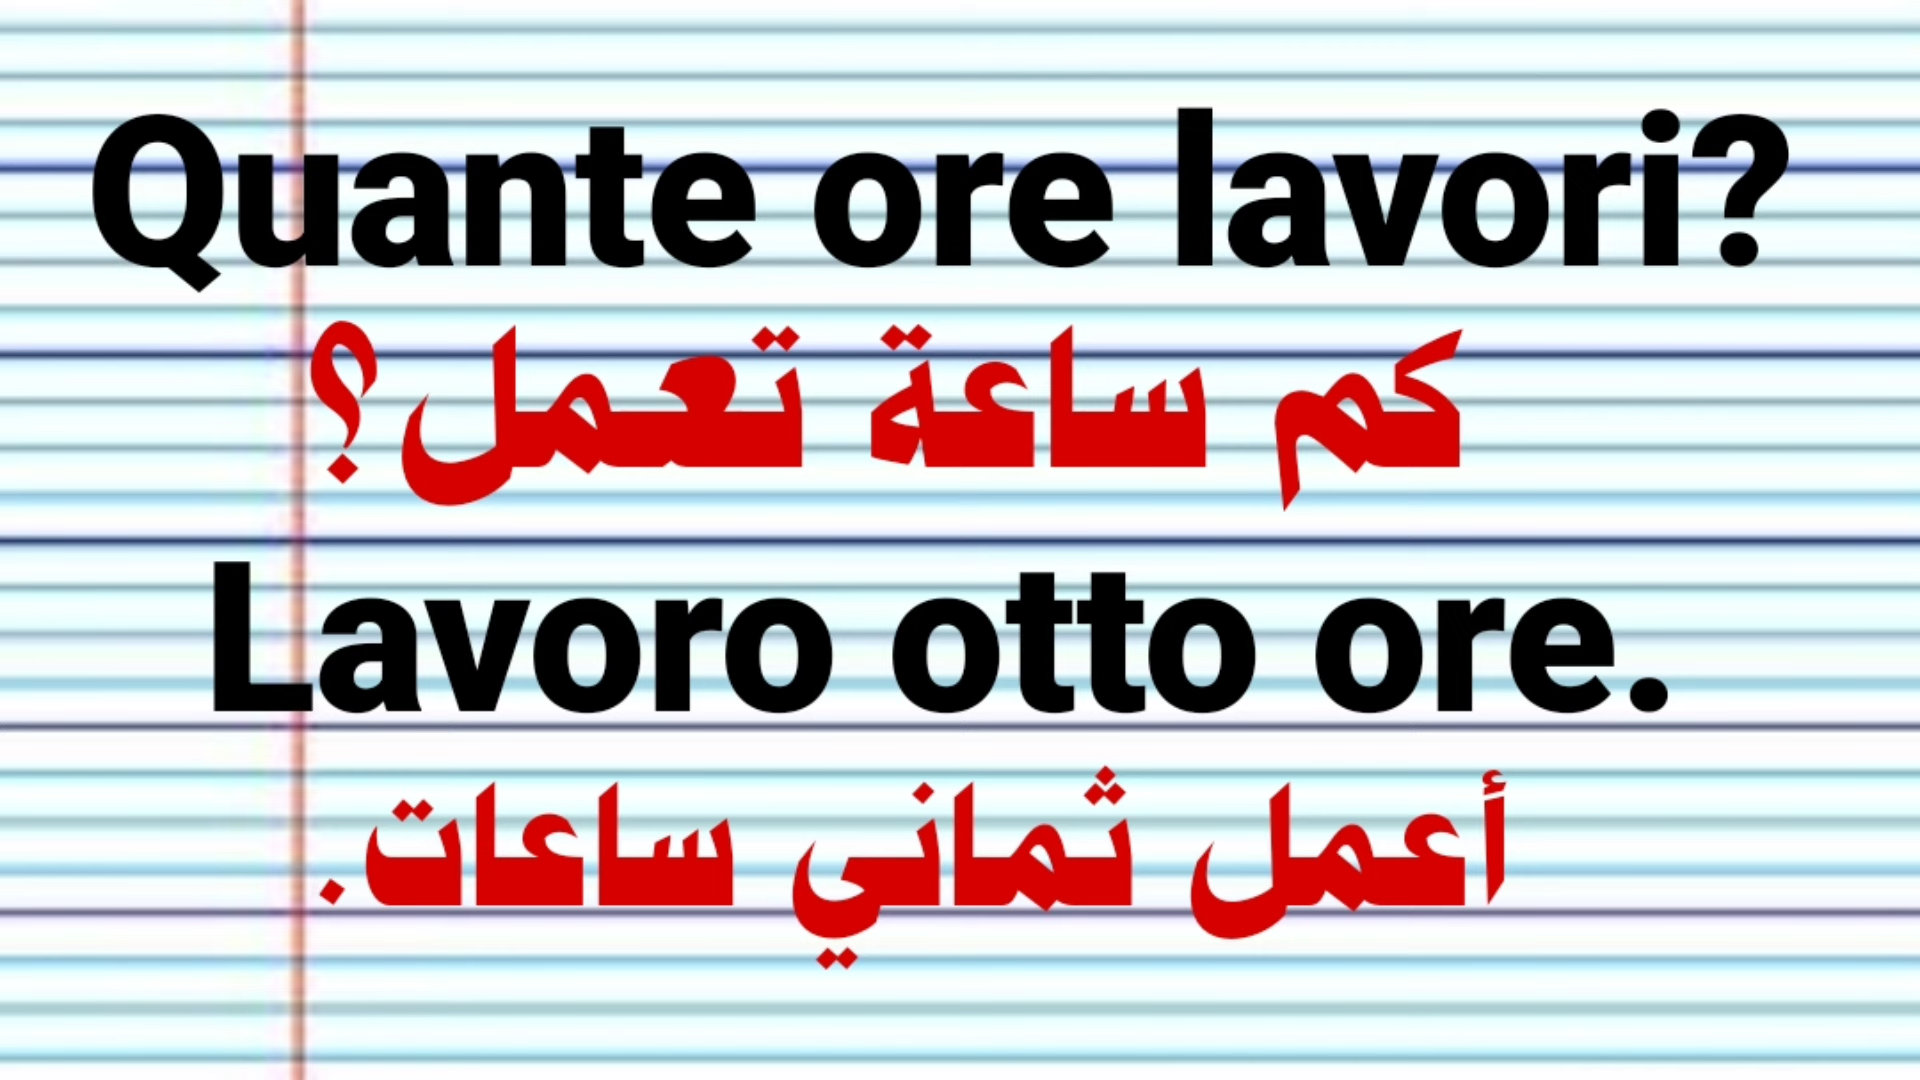 Quante ore lavori?
كم ساعة تعمل؟
Lavoro otto ore.
أعمل ثماني ساعات.